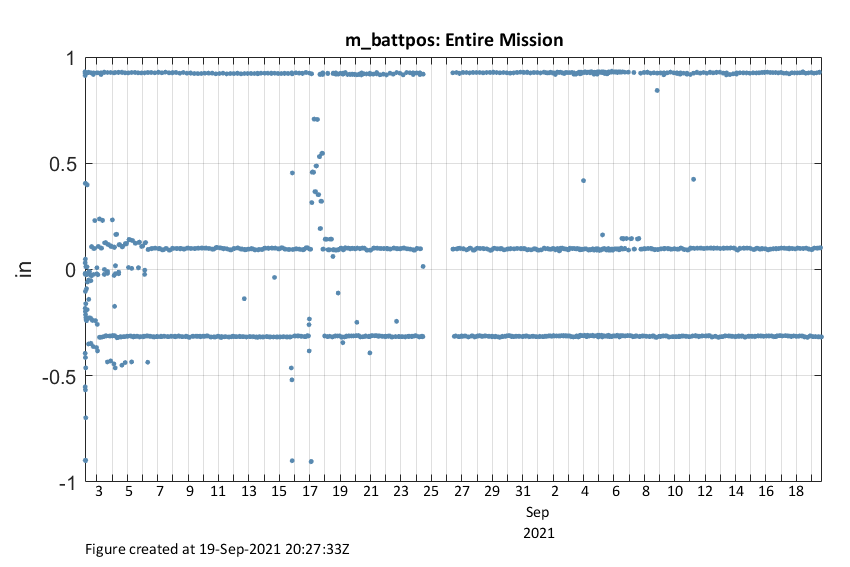 m_battpos: Entire Mission
1
0.5
0
-0.5
-1
in
3 5 7 9 11 13 15 17 19 21 23 25 27 29 31 2 4 6 8 10 12 14 16 18
Sep
2021
Figure created at 19-Sep-2021 20:27:33Z